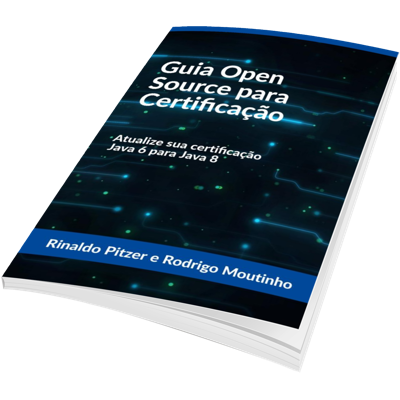 Guia Open
Source para
Certificação
Atualize sua certificação
Java 6 para Java 8
Rinaldo Pitzer e Rodrigo Moutinho